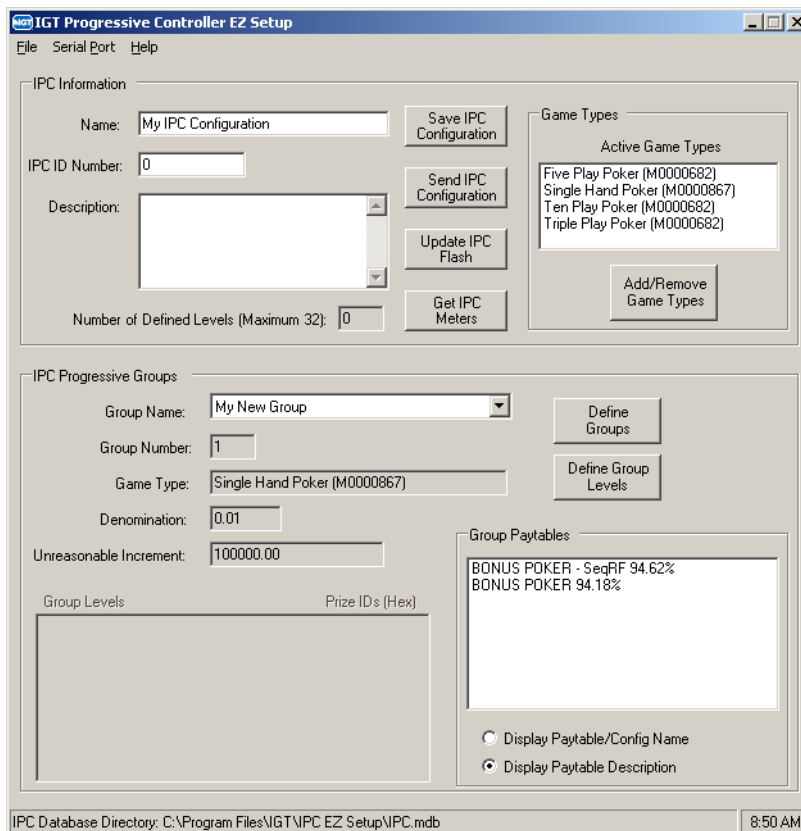 IGT IGT Progressive Controller EZ Setup
File Serial Port Help
IPC Information
Name: My IPC Configuration
IPC ID Number: 0
Description:
Number of Defined Levels (Maximum 32): 0
Save IPC
Configuration
Send IPC
Configuration
Update IPC
Flash
Get IPC
Meters
Game Types
Active Game Types
Five Play Poker (M0000682)
Single Hand Poker (M0000867)
Ten Play Poker (M0000682)
Triple Play Poker (M0000682)
Add/Remove
Game Types
IPC Progressive Groups
Group Name: My New Group
Group Number: 1
Game Type: Single Hand Poker (M0000867)
Denomination: 0.01
Unreasonable Increment: 100000.00
Define
Groups
Define Group
Levels
Group Levels Prize IDs (Hex)
Group Paytables
BONUS POKER - SeqRF 94.62%
BONUS POKER 94.18%
Display Paytable/Config Name
Display Paytable Description
IPC Database Directory: C:\Program Files\IGT\IPC EZ Setup\IPC.mdb 8:50 AM